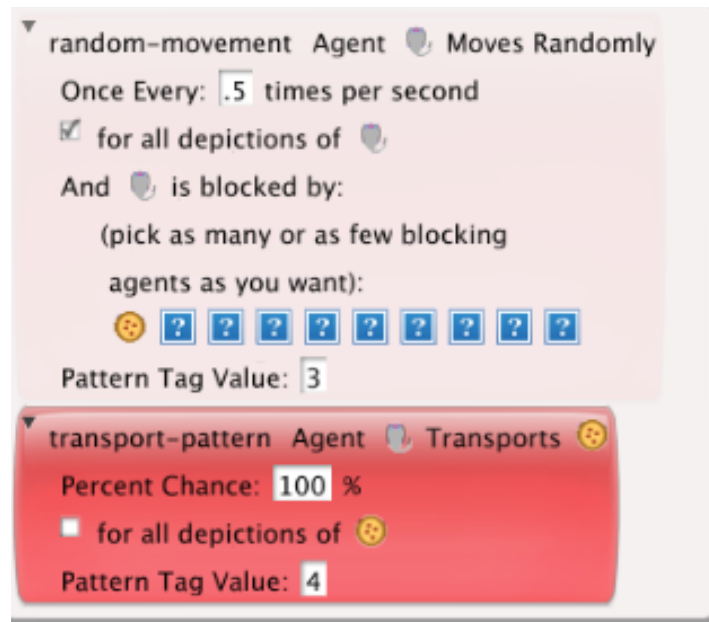 random-movement Agent Moves Randomly
Once Every: .5 times per second
for all depictions of
And is blocked by:
(pick as many or as few blocking
agents as you want):
? ? ? ? ? ? ? ? ?
Pattern Tag Value: 3
transport-pattern Agent Transports
Percent Chance: 100 %
for all depictions of
Pattern Tag Value: 4